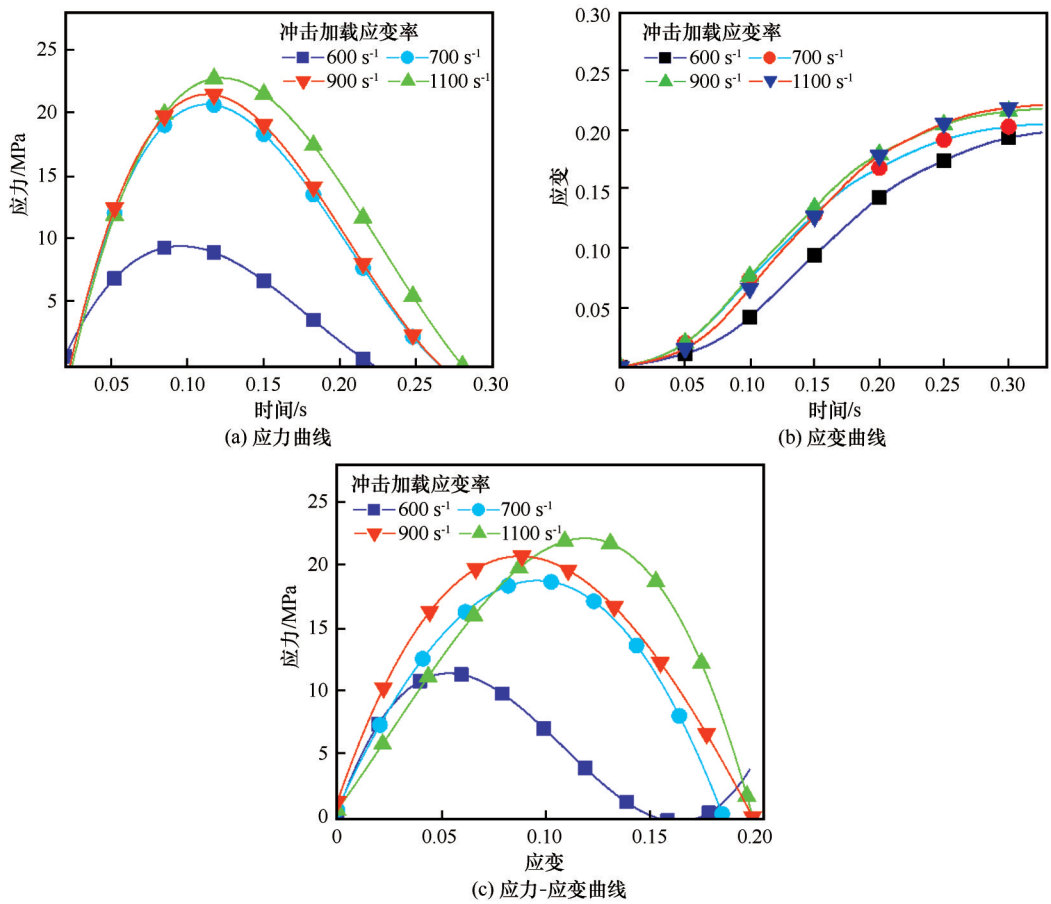 冲击加载应变率
600 s⁻¹ 700 s⁻¹
900 s⁻¹ 1100 s⁻¹
应力/MPa
25
20
15
10
5
0.05 0.10 0.15 0.20 0.25 0.30
时间/s
(a) 应力曲线
冲击加载应变率
600 s⁻¹ 700 s⁻¹
900 s⁻¹ 1100 s⁻¹
应变
0.30
0.25
0.20
0.15
0.10
0.05
0 0.05 0.10 0.15 0.20 0.25 0.30
时间/s
(b) 应变曲线
冲击加载应变率
600 s⁻¹ 700 s⁻¹
900 s⁻¹ 1100 s⁻¹
应力/MPa
25
20
15
10
5
0
0 0.05 0.10 0.15 0.20
应变
(c) 应力-应变曲线